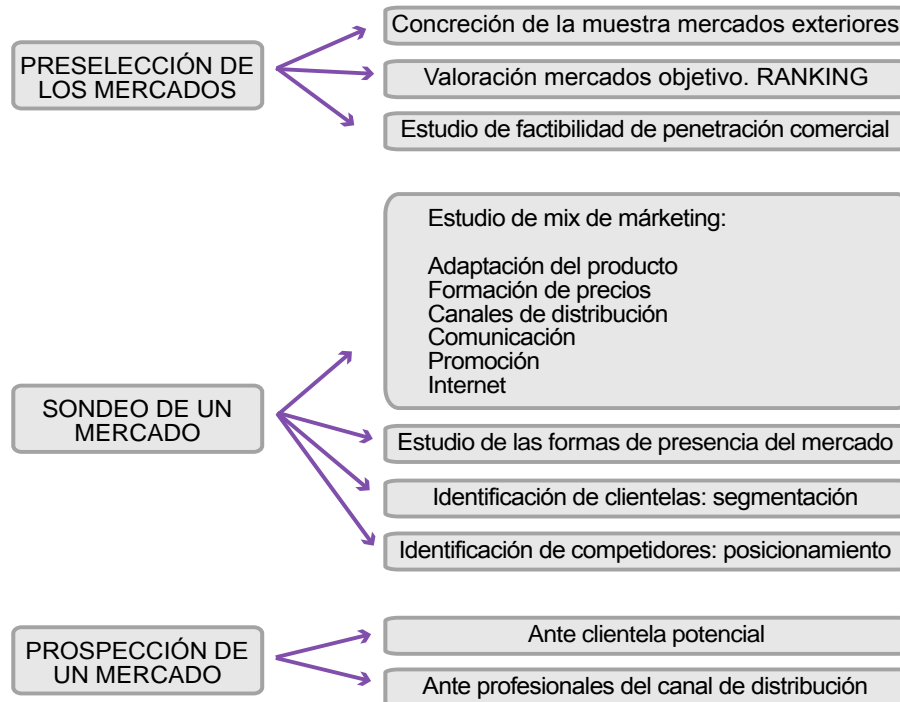 PRESELECCIÓN DE
LOS MERCADOS
Concreción de la muestra mercados exteriores
Valoración mercados objetivo. RANKING
Estudio de factibilidad de penetración comercial
SONDEO DE UN
MERCADO
Estudio de mix de márketing:
Adaptación del producto
Formación de precios
Canales de distribución
Comunicación
Promoción
Internet
Estudio de las formas de presencia del mercado
Identificación de clientelas: segmentación
Identificación de competidores: posicionamiento
PROSPECCIÓN DE
UN MERCADO
Ante clientela potencial
Ante profesionales del canal de distribución